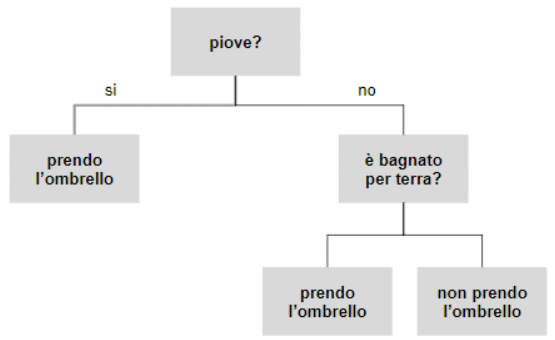 piove?
si
no
prendo
l'ombrello
è bagnato
per terra?
prendo
l'ombrello
non prendo
l'ombrello